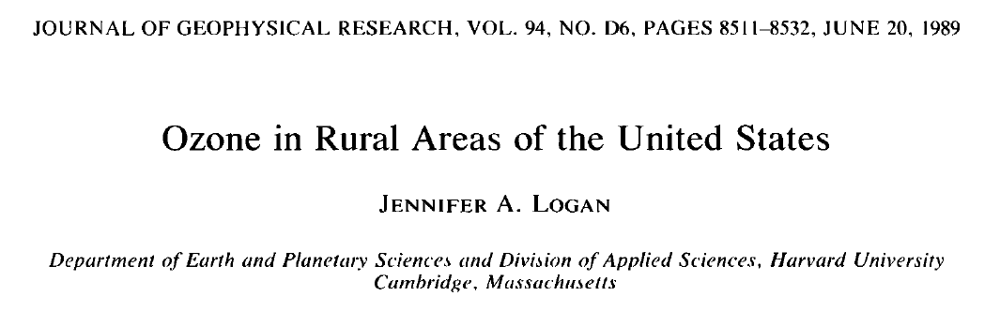 JOURNAL OF GEOPHYSICAL RESEARCH, VOL. 94, NO. D6, PAGES 8511–8532, JUNE 20, 1989
Ozone in Rural Areas of the United States
JENNIFER A. LOGAN
Department of Earth and Planetary Sciences and Division of Applied Sciences, Harvard University
Cambridge, Massachusetts